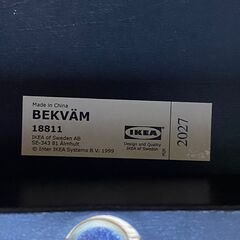 Made in China
BEKVÄM
18811
IKEA of Sweden AB
SE-343 81 Älmhult
© Inter IKEA Systems B.V. 1999
IKEA
Design and Quality
IKEA of Sweden
2027